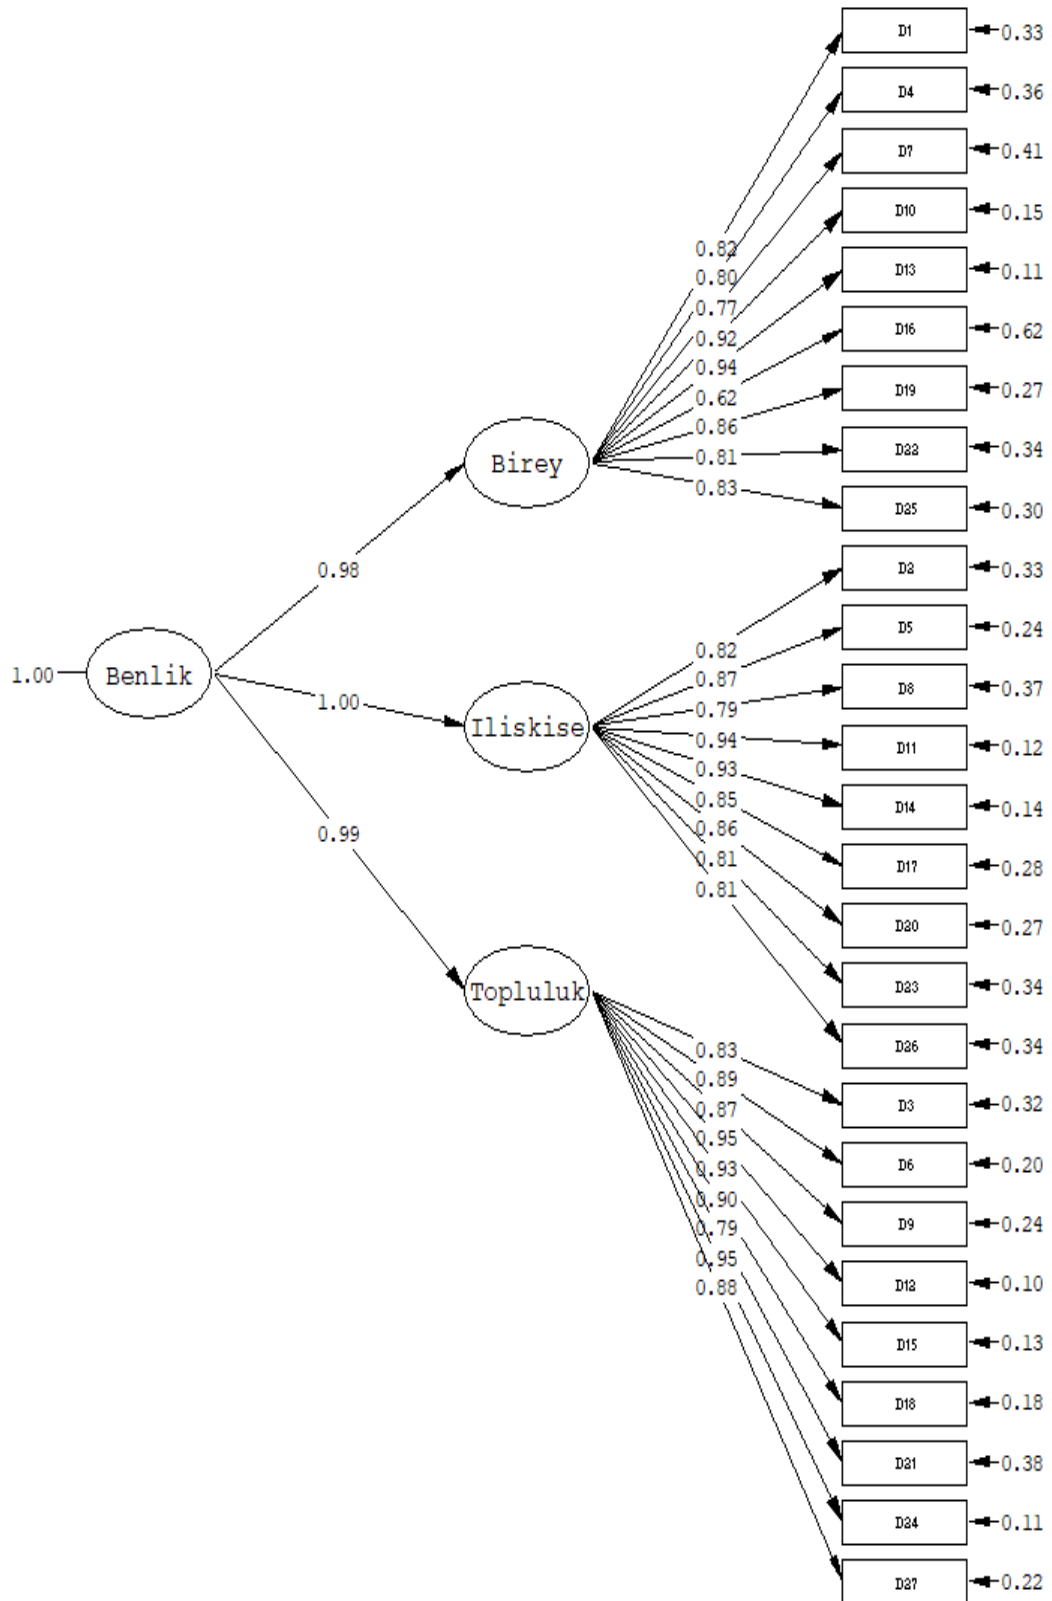 D1 0.33
D4 0.36
D7 0.41
D10 0.15
0.82
D13 0.11
0.80
0.77
D16 0.62
0.92
0.94
D19 0.27
0.62
0.86
D22 0.34
0.81
Birey
0.83
D25 0.30
D2 0.33
0.98
D5 0.24
0.82
1.00 Benlik
0.87
D8 0.37
1.00
0.79
Iliskise
0.94
D11 0.12
0.93
0.85
D14 0.14
0.86
0.99
0.81
D17 0.28
0.81
D20 0.27
D23 0.34
Topluluk
D26 0.34
0.83
0.89
D3 0.32
0.87
0.95
D6 0.20
0.93
0.90
D9 0.24
0.79
0.95
D12 0.10
0.88
D15 0.13
D18 0.18
D21 0.38
D24 0.11
D27 0.22